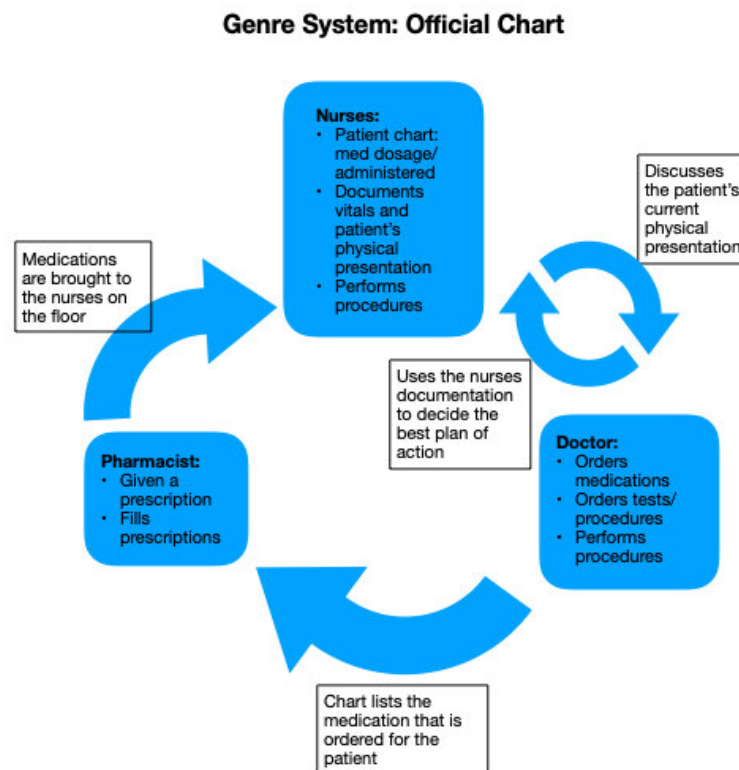 Genre System: Official Chart
Nurses:
• Patient chart:
med dosage/
administered
• Documents
vitals and
patient's
physical
presentation
• Performs
procedures
Discusses
the patient's
current
physical
presentation
Medications
are brought to
the nurses on
the floor
Uses the nurses
documentation
to decide the
best plan of
action
Pharmacist:
• Given a
prescription
• Fills
prescriptions
Doctor:
• Orders
medications
• Orders tests/
procedures
• Performs
procedures
Chart lists the
medication that is
ordered for the
patient